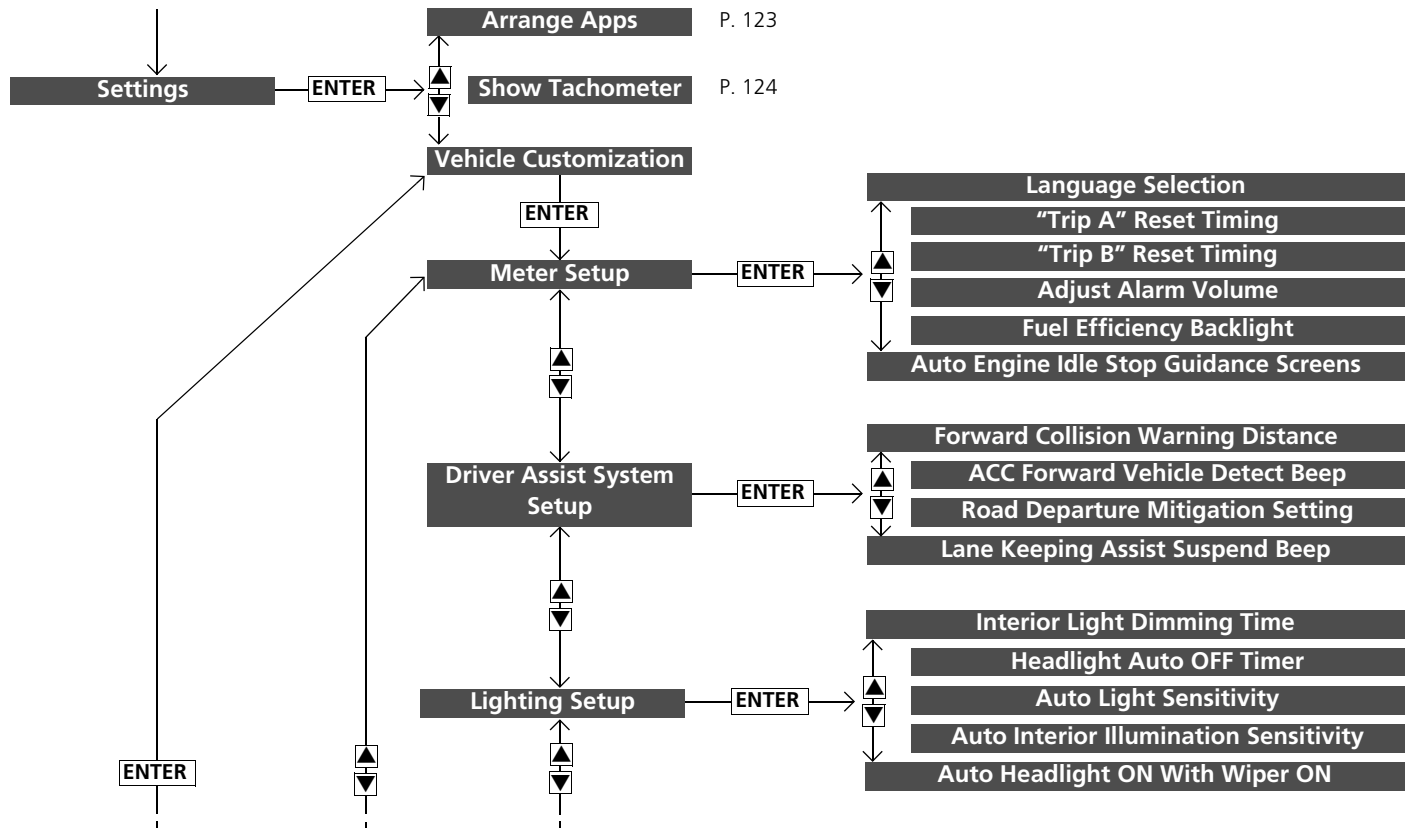 Arrange Apps P. 123
Settings ENTER Show Tachometer P. 124
Vehicle Customization
ENTER
Meter Setup ENTER
Language Selection
“Trip A” Reset Timing
“Trip B” Reset Timing
Adjust Alarm Volume
Fuel Efficiency Backlight
Auto Engine Idle Stop Guidance Screens
Driver Assist System
Setup
ENTER
Forward Collision Warning Distance
ACC Forward Vehicle Detect Beep
Road Departure Mitigation Setting
Lane Keeping Assist Suspend Beep
Lighting Setup ENTER
Interior Light Dimming Time
Headlight Auto OFF Timer
Auto Light Sensitivity
Auto Interior Illumination Sensitivity
Auto Headlight ON With Wiper ON
ENTER